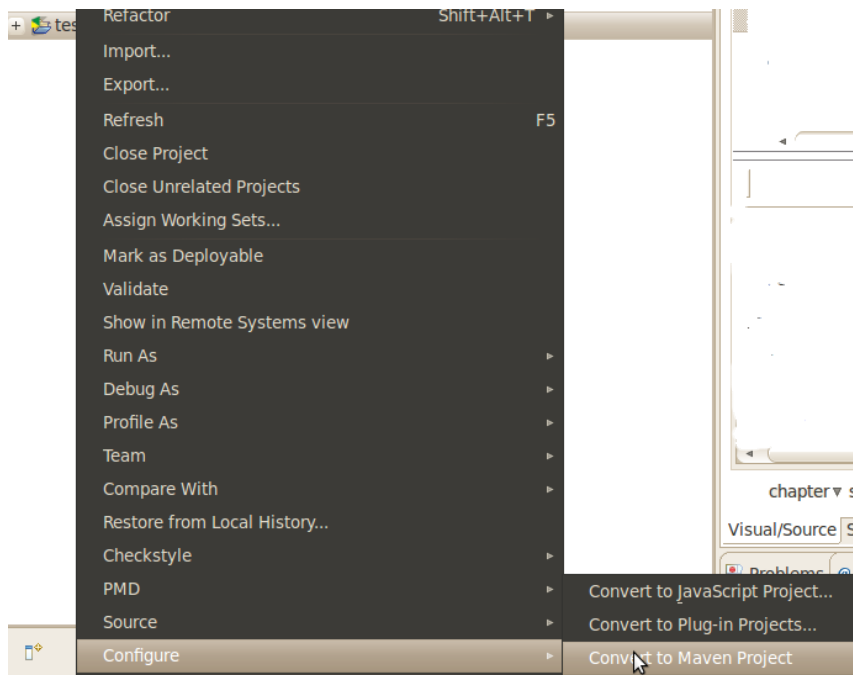 Refactor Shift+Alt+T
tes
Import...
Export...
Refresh F5
Close Project
Close Unrelated Projects
Assign Working Sets...
Mark as Deployable
Validate
Show in Remote Systems view
Run As
Debug As
Profile As
Team
Compare With
Restore from Local History...
Checkstyle
PMD
Source
Configure
chapter s
Visual/Source S
Problems @
Convert to JavaScript Project...
Convert to Plug-in Projects...
Convert to Maven Project